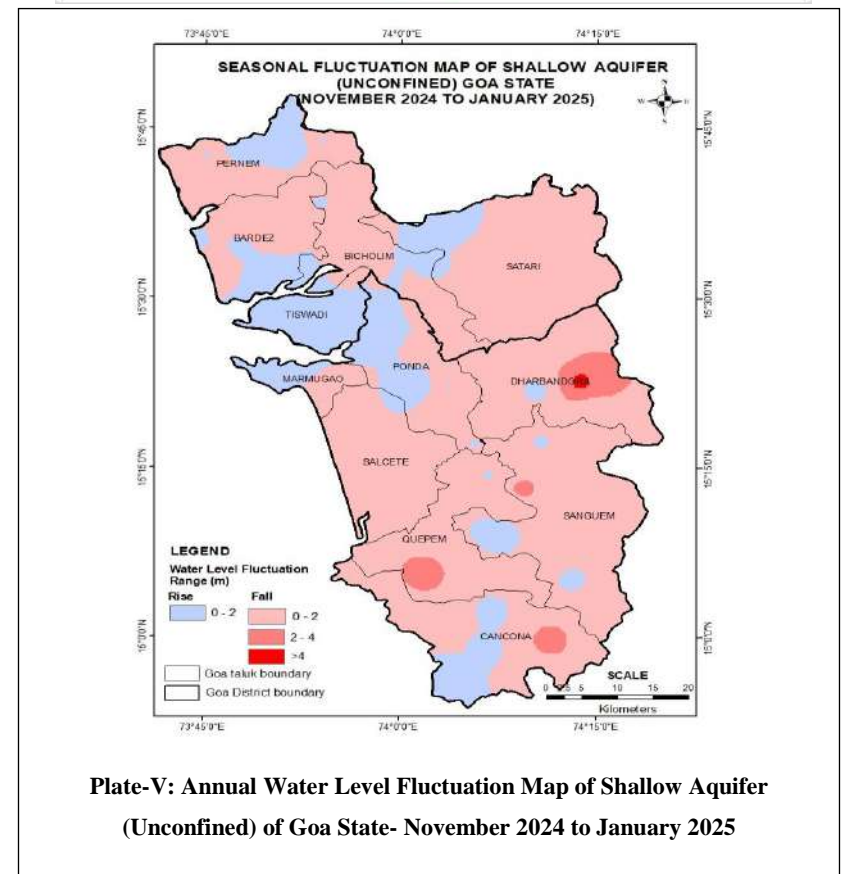 73°45'0"E 74°0'0"E 74°15'0"E
SEASONAL FLUCTUATION MAP OF SHALLOW AQUIFER
(UNCONFINED) GOA STATE
(NOVEMBER 2024 TO JANUARY 2025)
N
W E
S
15°45'0"N 15°45'0"N
PERNEM
BARDEZ
BICHOLIM
SATARI
15°30'0"N 15°30'0"N
TISWADI
PONDA
MARMUGAO
DHARBANDORA
SALCETE
15°15'0"N 15°15'0"N
SANGUEM
QUEPEM
LEGEND
Water Level Fluctuation
Range (m)
Rise Fall
0 - 2 0 - 2
2 - 4
>4
CANCONA
15°0'0"N 15°0'0"N
Goa taluk boundary
Goa District boundary
SCALE
0 2.5 5 10 15 20
Kilometers
73°45'0"E 74°0'0"E 74°15'0"E
Plate-V: Annual Water Level Fluctuation Map of Shallow Aquifer
(Unconfined) of Goa State- November 2024 to January 2025